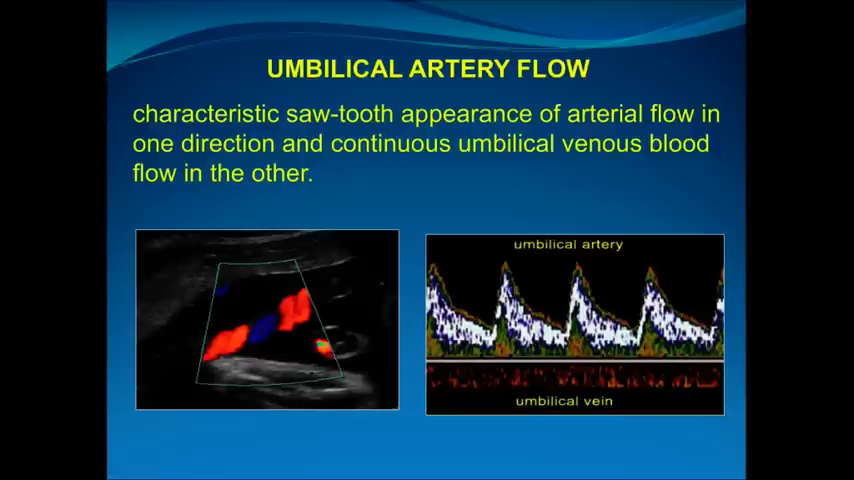 UMBILICAL ARTERY FLOW
characteristic saw-tooth appearance of arterial flow in
one direction and continuous umbilical venous blood
flow in the other.
umbilical artery
umbilical vein